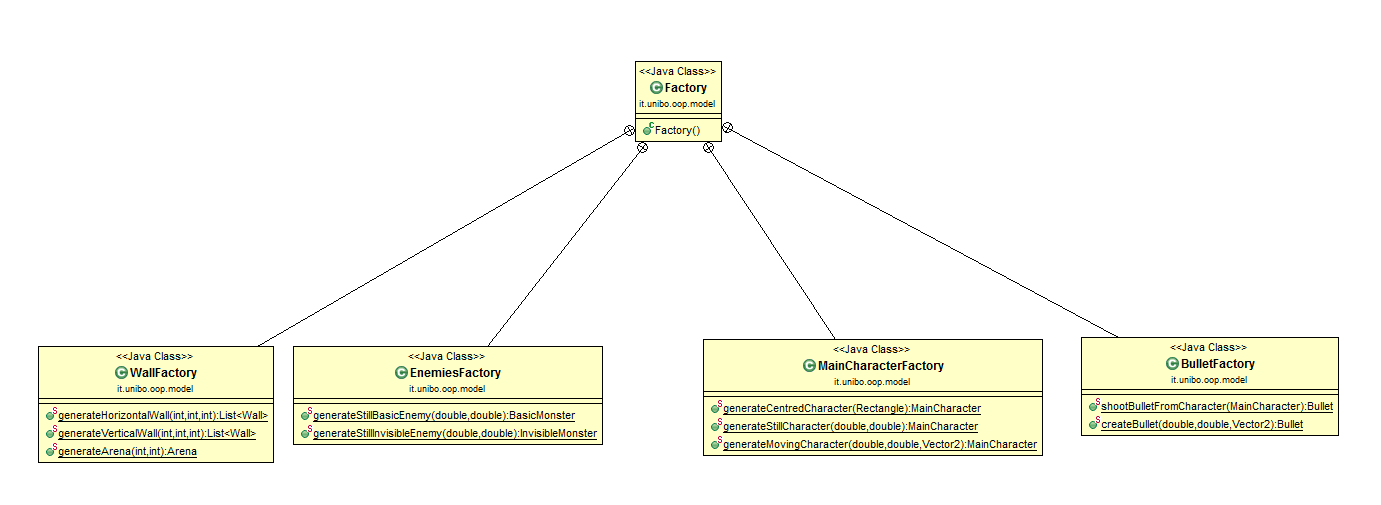 <<Java Class>>
Factory
it.unibo.oop.model
Factory()
<<Java Class>>
WallFactory
it.unibo.oop.model
generateHorizontalWall(int,int,int):List<Wall>
generateVerticalWall(int,int,int):List<Wall>
generateArena(int,int):Arena
<<Java Class>>
EnemiesFactory
it.unibo.oop.model
generateStillBasicEnemy(double,double):BasicMonster
generateStillInvisibleEnemy(double,double):InvisibleMonster
<<Java Class>>
MainCharacterFactory
it.unibo.oop.model
generateCentredCharacter(Rectangle):MainCharacter
generateStillCharacter(double,double):MainCharacter
generateMovingCharacter(double,double,Vector2):MainCharacter
<<Java Class>>
BulletFactory
it.unibo.oop.model
shootBulletFromCharacter(MainCharacter):Bullet
createBullet(double,double,Vector2):Bullet